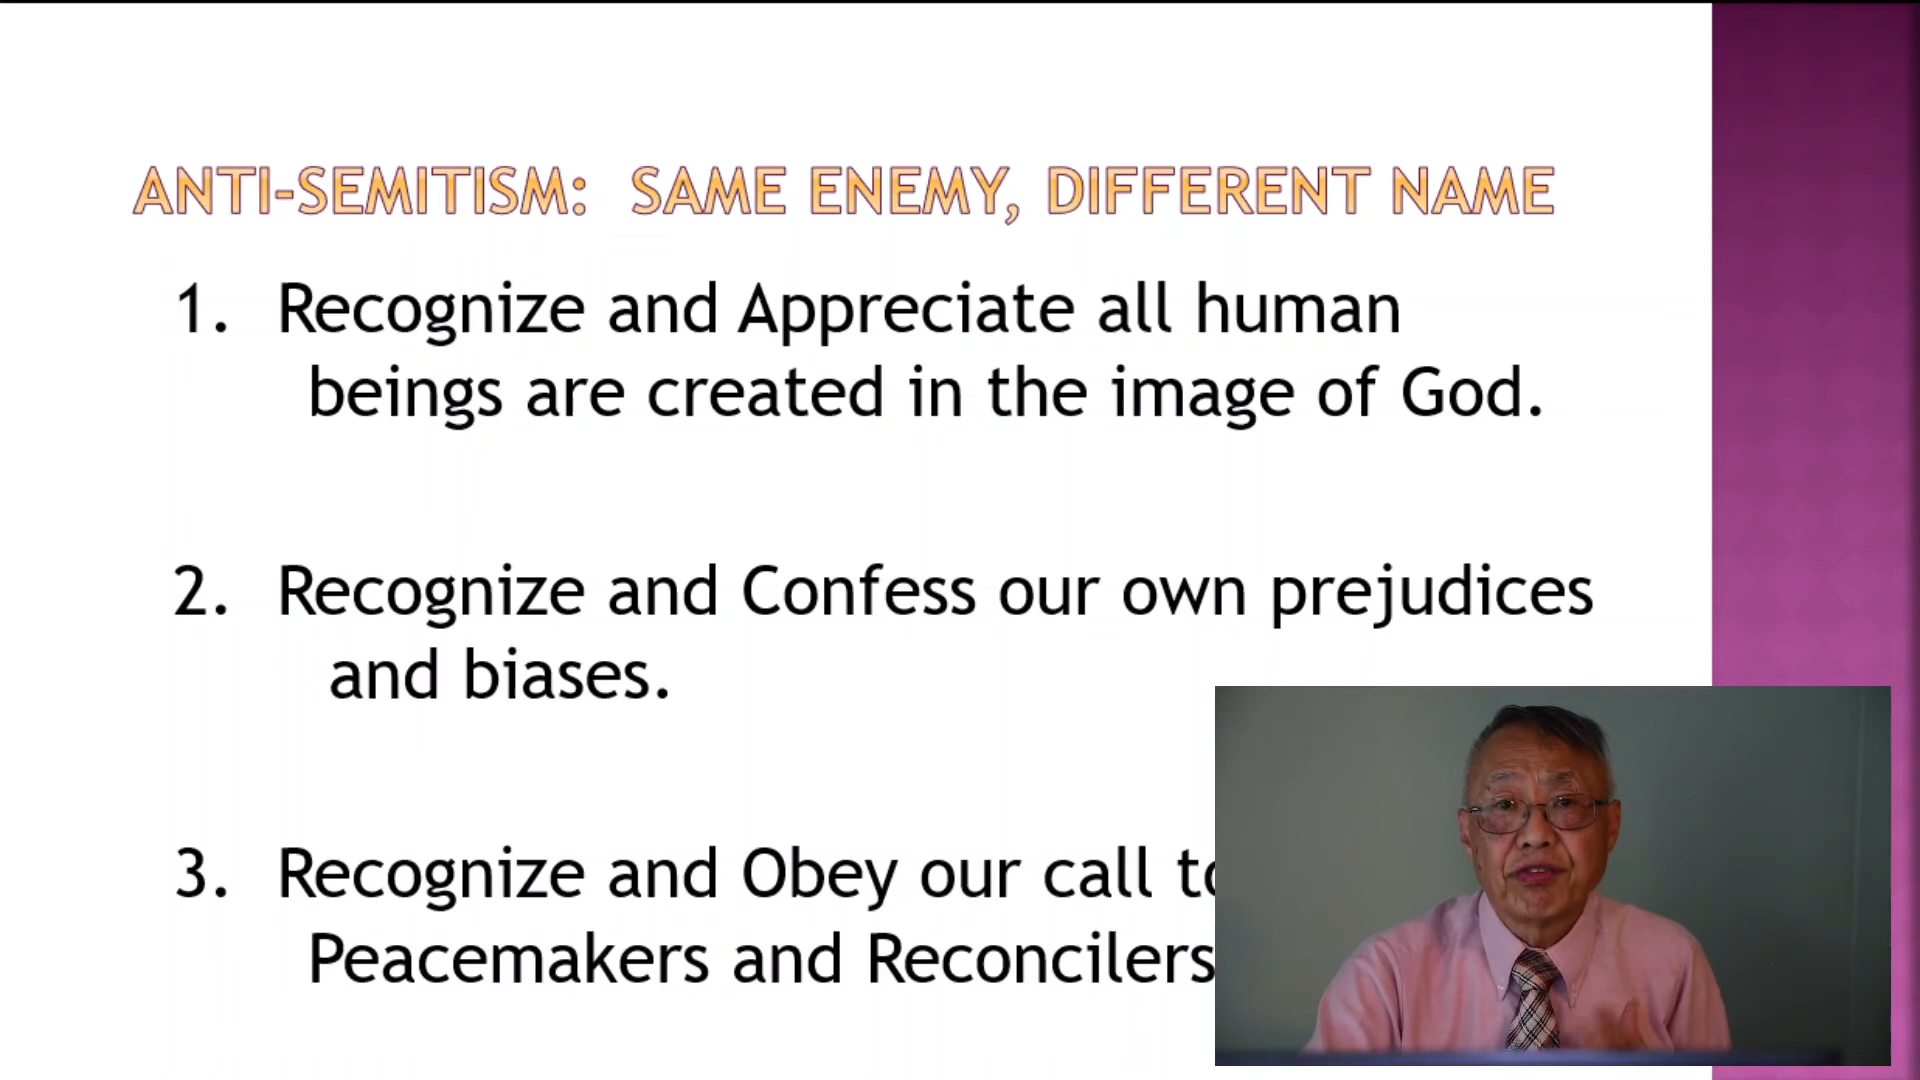 ANTI-SEMITISM: SAME ENEMY, DIFFERENT NAME
1. Recognize and Appreciate all human
beings are created in the image of God.
2. Recognize and Confess our own prejudices
and biases.
3. Recognize and Obey our call
Peacemakers and Reconcilers